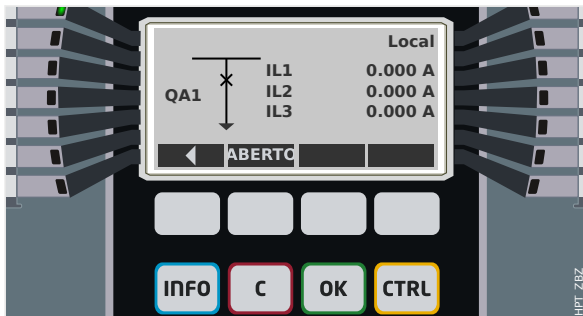 Local
IL1 0.000 A
QA1
IL2 0.000 A
IL3 0.000 A
ABERTO
INFO C OK CTRL
HPT_ZBZ